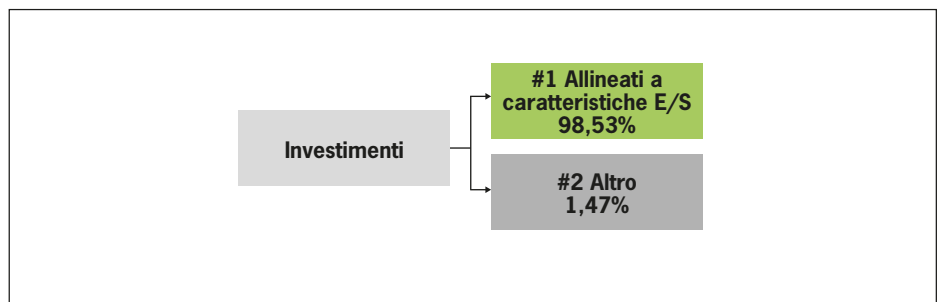 Investimenti
#1 Allineati a
caratteristiche E/S
98,53%
#2 Altro
1,47%